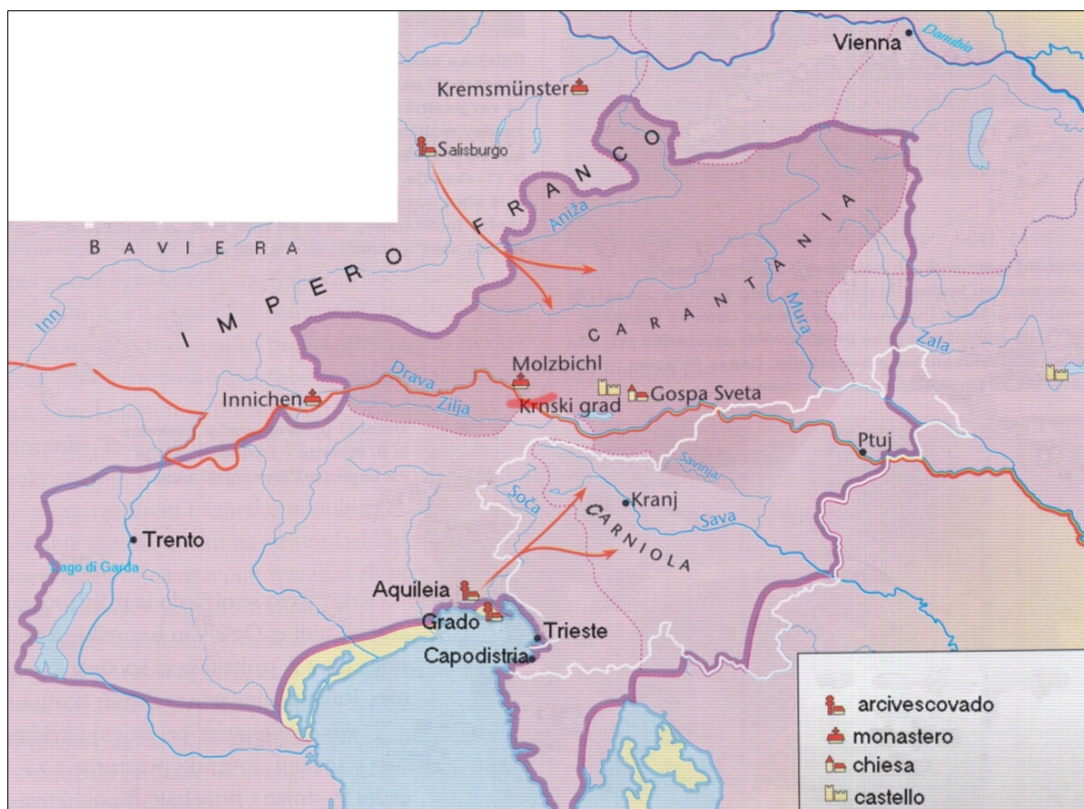 Vienna
Danubio
Kremsmünster
Salisburgo
BAVIERA
IMPERO FRANCO
Aniža
CARANTANIA
Inn
Mura
Zala
Molzbichl
Drava
Innichen
Zilja
Krnski grad
Gospa Sveta
Ptuj
Savinja
Soča
Kranj
Sava
CARNIOLA
Trento
Lago di Garda
Aquileia
Grado
Trieste
Capodistria
arcivescovado
monastero
chiesa
castello